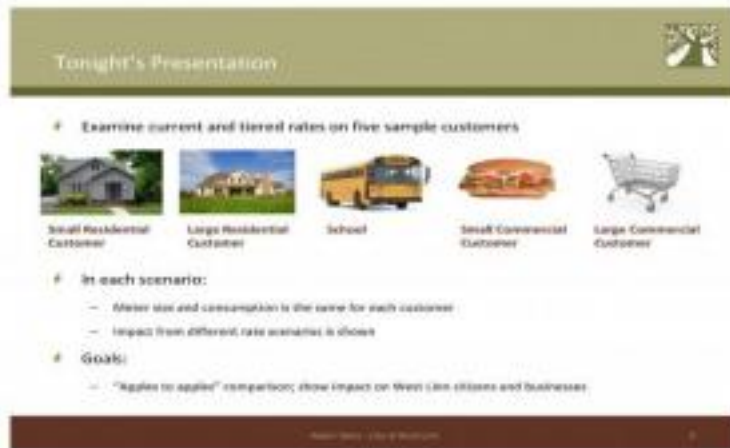 Tonight's Presentation
Examine current and tiered rates on five sample customers
Small Residential
Customer
Large Residential
Customer
School
Small Commercial
Customer
Large Commercial
Customer
In each scenario:
– Meter size and consumption is the same for each customer
– Impact from different rate scenarios is shown
Goals:
– "Apples to apples" comparison; show impact on West Linn citizens and businesses